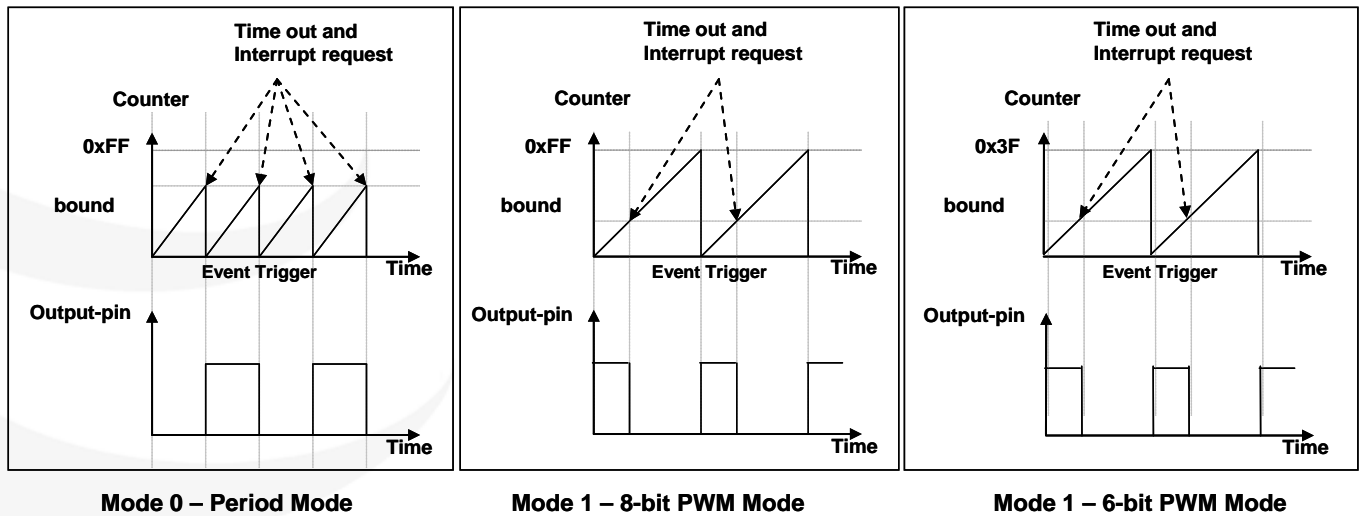 Time out and
Interrupt request
Counter
0xFF
bound
Event Trigger
Time
Output-pin
Time
Mode 0 – Period Mode
Time out and
Interrupt request
Counter
0xFF
bound
Event Trigger
Time
Output-pin
Time
Mode 1 – 8-bit PWM Mode
Time out and
Interrupt request
Counter
0x3F
bound
Event Trigger
Time
Output-pin
Time
Mode 1 – 6-bit PWM Mode